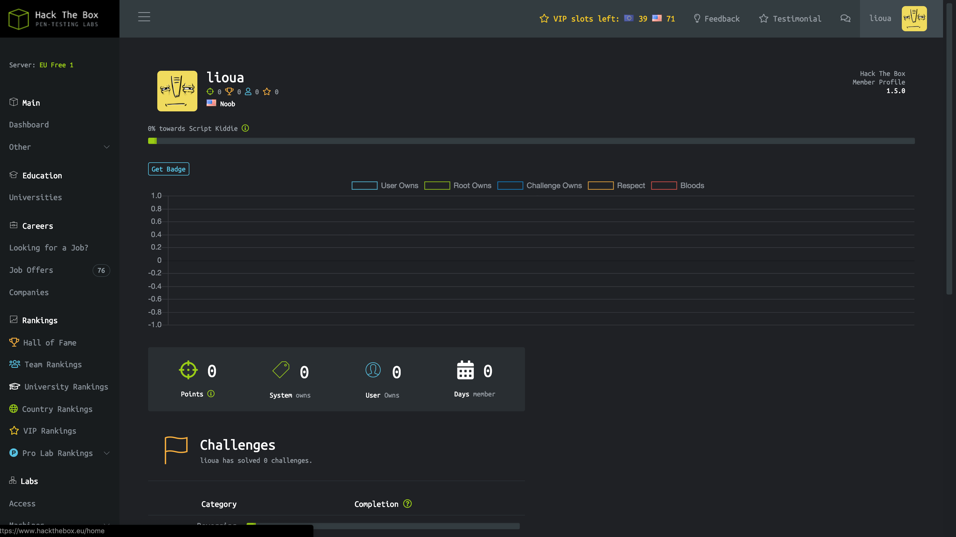 Hack The Box
PEN-TESTING LABS
VIP slots left: 39 71
Feedback
Testimonial
lioua
Server: EU Free 1
Main
Dashboard
Other
Education
Universities
Careers
Looking for a Job?
Job Offers 76
Companies
Rankings
Hall of Fame
Team Rankings
University Rankings
Country Rankings
VIP Rankings
P Pro Lab Rankings
Labs
Access
https://www.hackthebox.eu/home
lioua
0 0 0 0
Noob
Hack The Box
Member Profile
1.5.0
0% towards Script Kiddie
Get Badge
User Owns Root Owns Challenge Owns Respect Bloods
1.0
0.8
0.6
0.4
0.2
0
-0.2
-0.4
-0.6
-0.8
-1.0
0 0 0 0
Points System owns User Owns Days member
Challenges
lioua has solved 0 challenges.
Category Completion